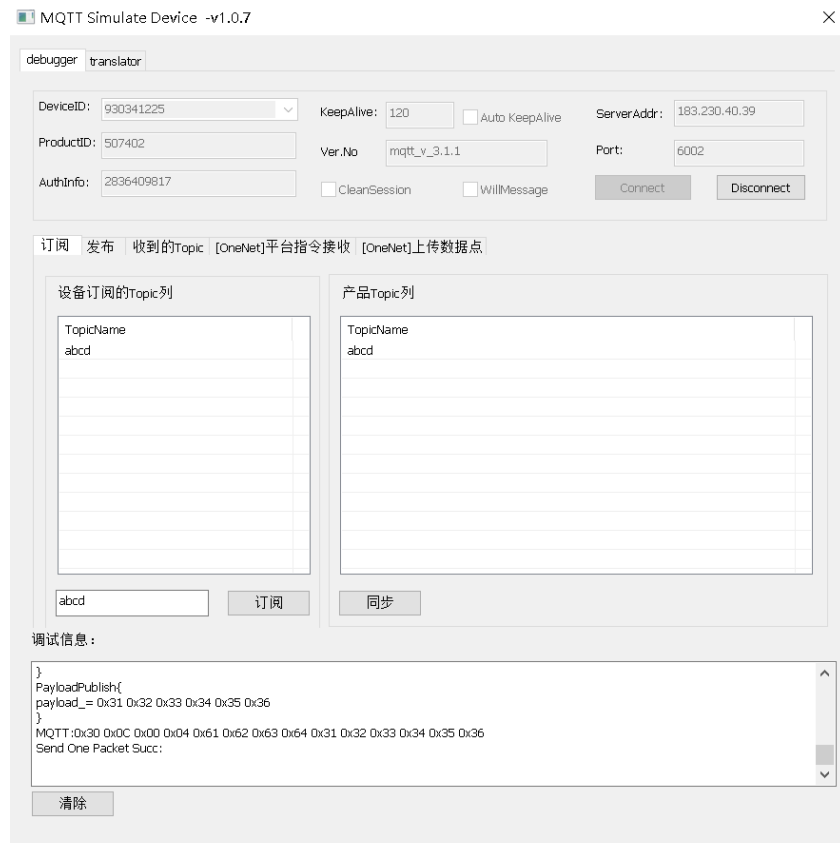 MQTT Simulate Device -v1.0.7
debugger translator
DeviceID: 930341225 KeepAlive: 120 Auto KeepAlive ServerAddr: 183.230.40.39
ProductID: 507402 Ver.No mqtt_v_3.1.1 Port: 6002
AuthInfo: 2836409817 CleanSession WillMessage Connect Disconnect
订阅 发布 收到的Topic [OneNet]平台指令接收 [OneNet]上传数据点
设备订阅的Topic列 产品Topic列
TopicName TopicName
abcd abcd
abcd 订阅 同步
调试信息：
}
PayloadPublish{
payload_= 0x31 0x32 0x33 0x34 0x35 0x36
}
MQTT:0x30 0x0C 0x00 0x04 0x61 0x62 0x63 0x64 0x31 0x32 0x33 0x34 0x35 0x36
Send One Packet Succ:
清除